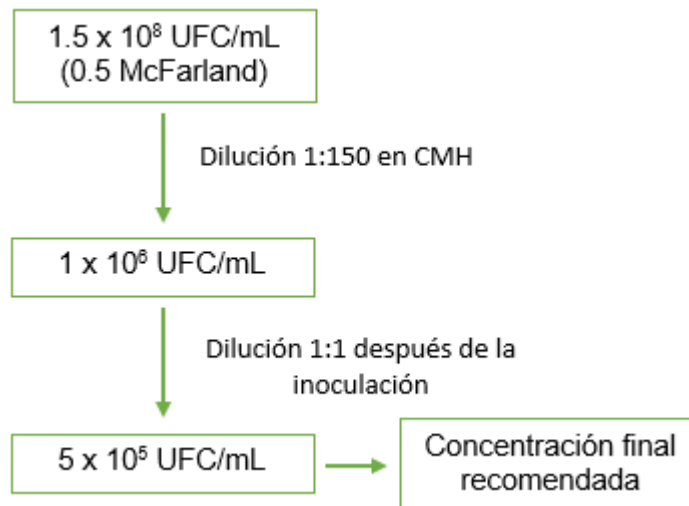 1.5 x 10⁸ UFC/mL
(0.5 McFarland)
Dilución 1:150 en CMH
1 x 10⁶ UFC/mL
Dilución 1:1 después de la
inoculación
5 x 10⁵ UFC/mL
Concentración final
recomendada